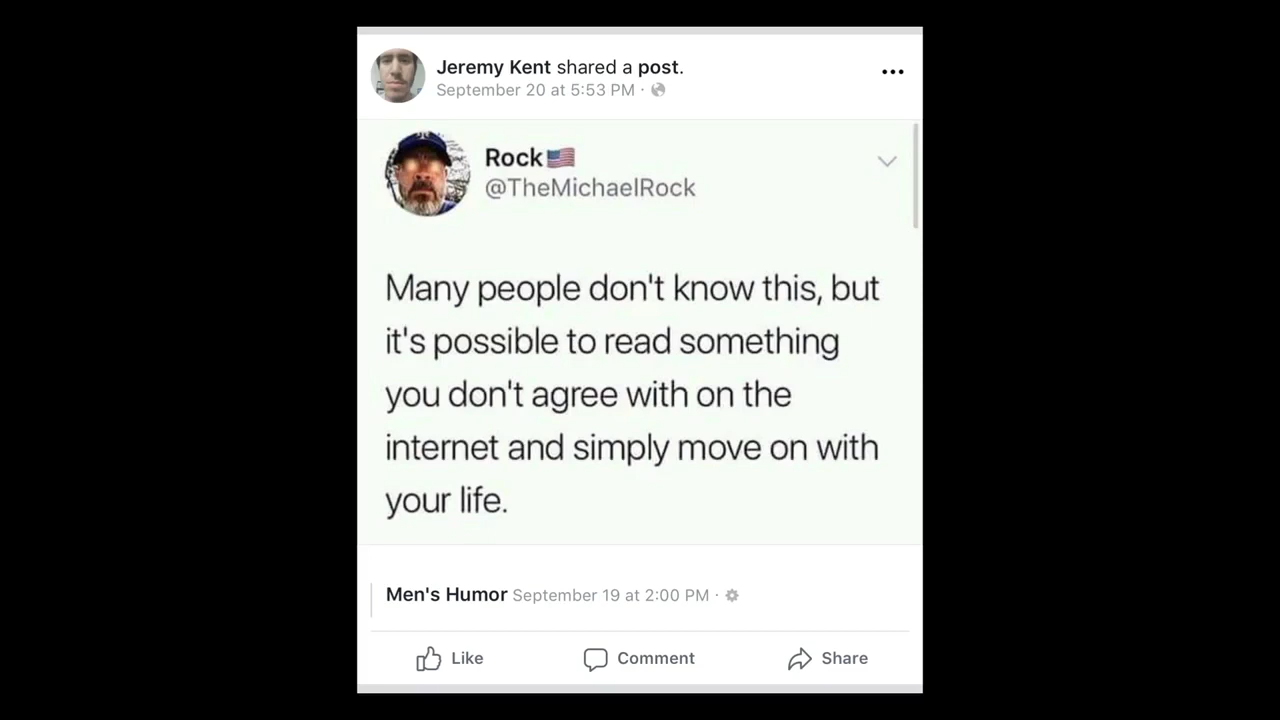 Jeremy Kent shared a post.
September 20 at 5:53 PM ·
Rock
@TheMichaelRock
Many people don't know this, but
it's possible to read something
you don't agree with on the
internet and simply move on with
your life.
Men's Humor September 19 at 2:00 PM ·
Like Comment Share